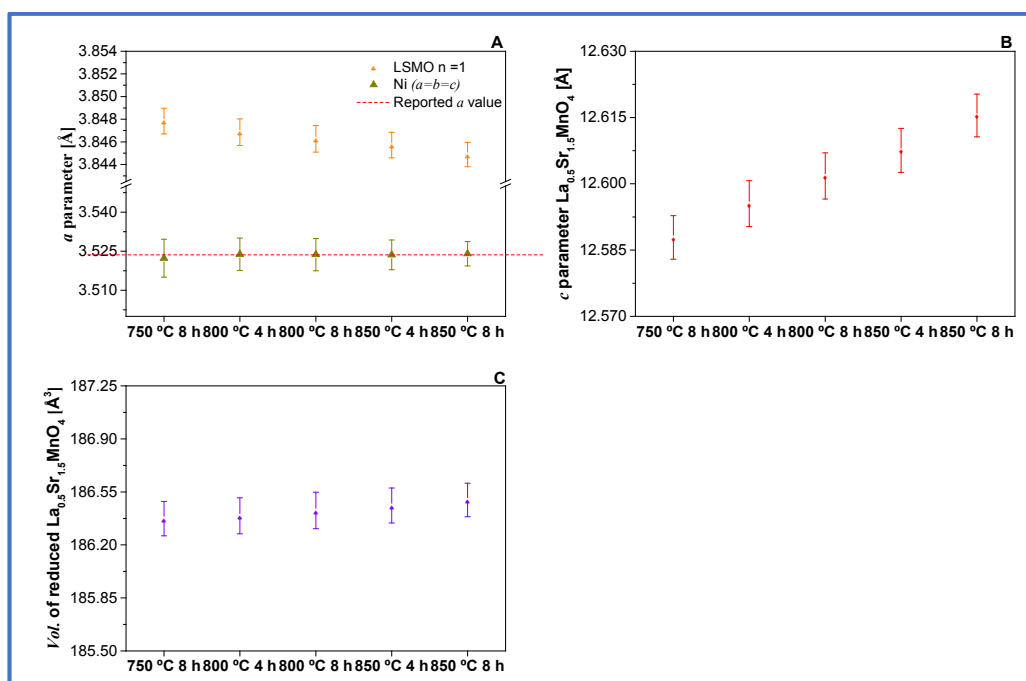 A
3.854
3.852
3.850
3.848
3.846
3.844
3.540
3.525
3.510
a parameter [Å]
LSMO n =1
Ni (a=b=c)
Reported a value
750 ºC 8 h 800 ºC 4 h 800 ºC 8 h 850 ºC 4 h 850 ºC 8 h
B
12.630
12.615
12.600
12.585
12.570
c parameter La0.5Sr1.5MnO4 [Å]
750 ºC 8 h 800 ºC 4 h 800 ºC 8 h 850 ºC 4 h 850 ºC 8 h
C
187.25
186.90
186.55
186.20
185.85
185.50
Vol. of reduced La0.5Sr1.5MnO4 [Å3]
750 ºC 8 h 800 ºC 4 h 800 ºC 8 h 850 ºC 4 h 850 ºC 8 h